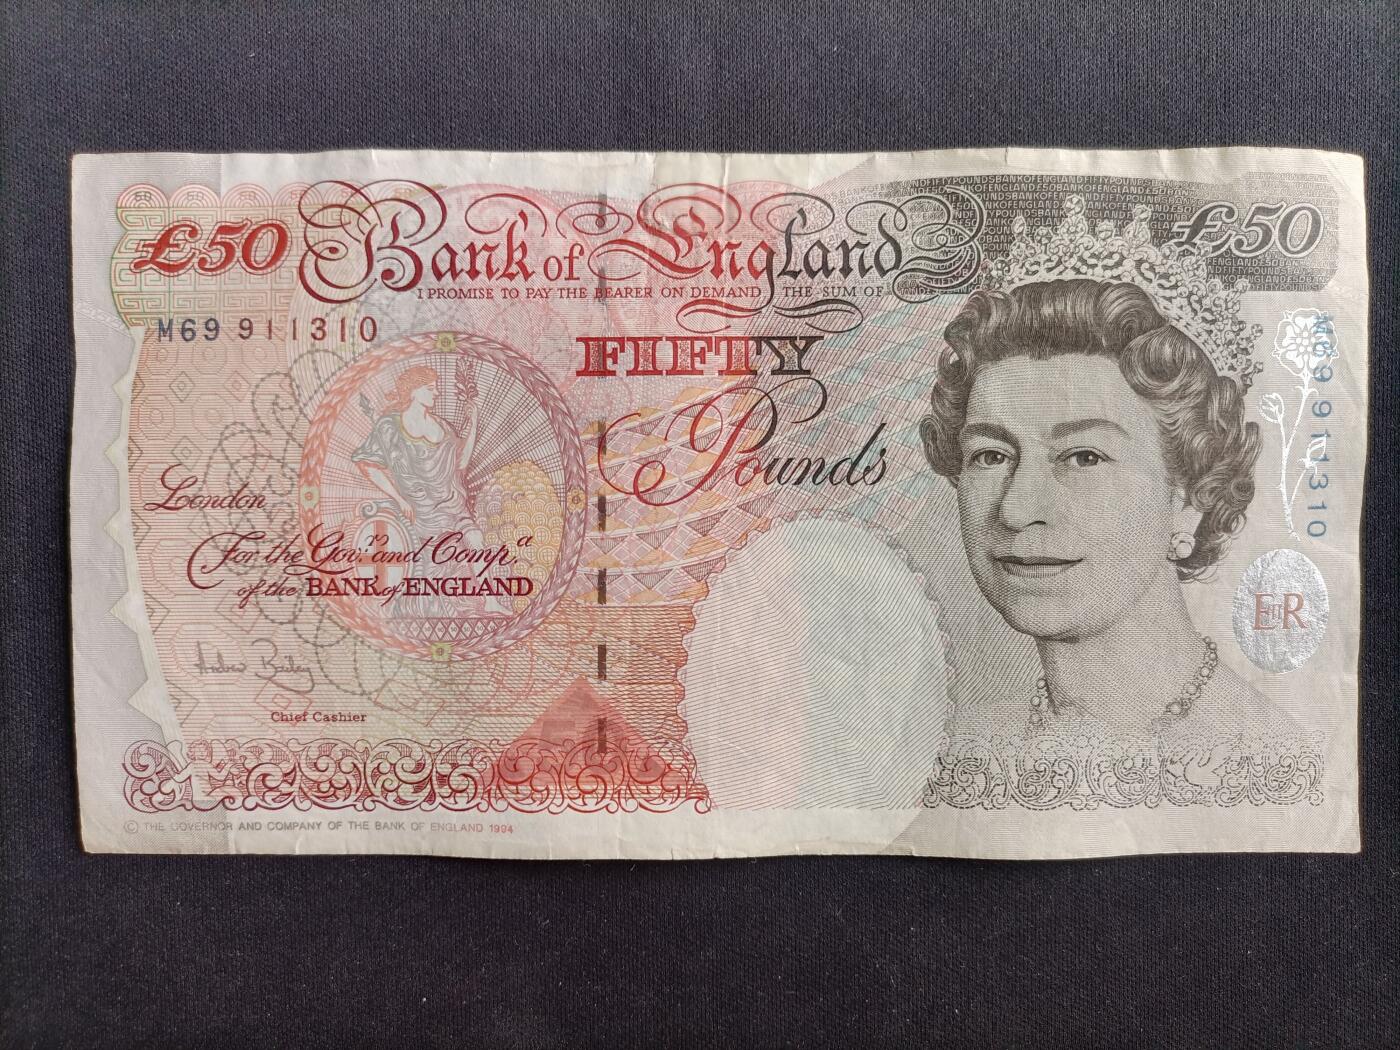 £50
Bank of England
£50
I PROMISE TO PAY THE BEARER ON DEMAND THE SUM OF
M69 911310
FIFTY
Pounds
M69 911310
London
For the Govr. and Compa.
of the BANK of ENGLAND
EIIR
Andrew Bailey
Chief Cashier
© THE GOVERNOR AND COMPANY OF THE BANK OF ENGLAND 1994